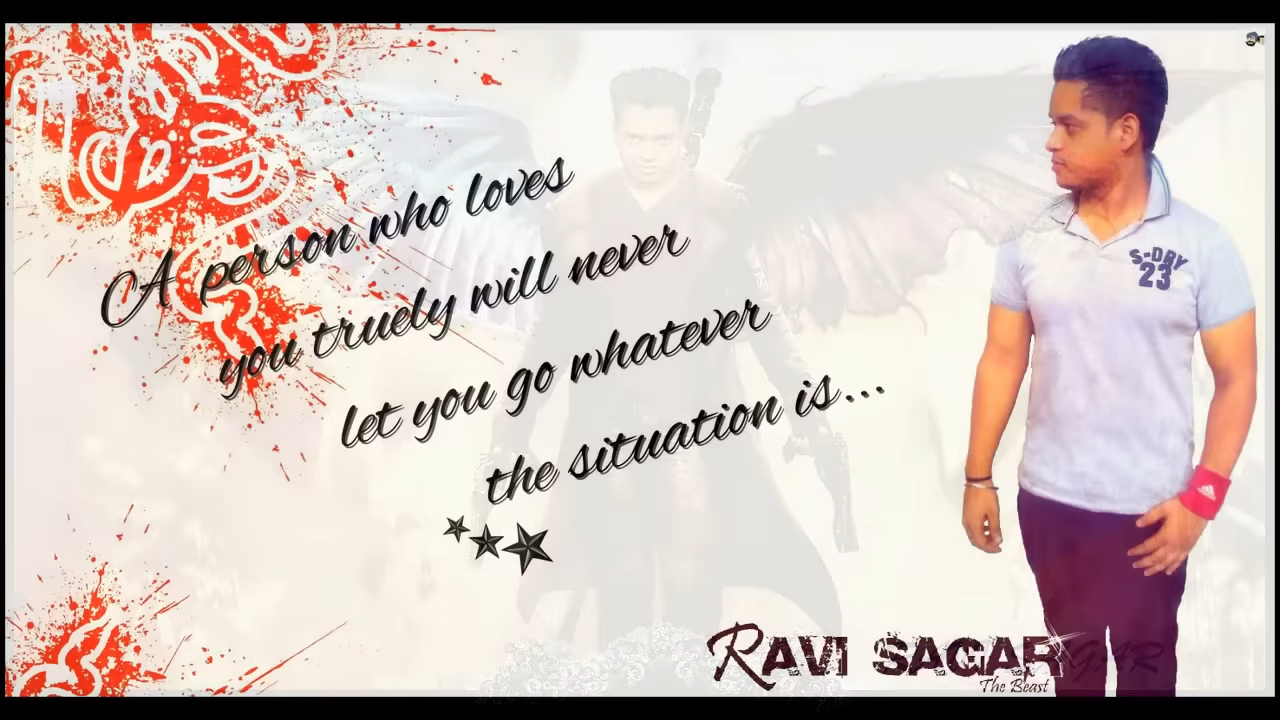 A person who loves
you truely will never
let you go whatever
the situation is...
S-DRY
23
RAVI SAGAR
The Beast